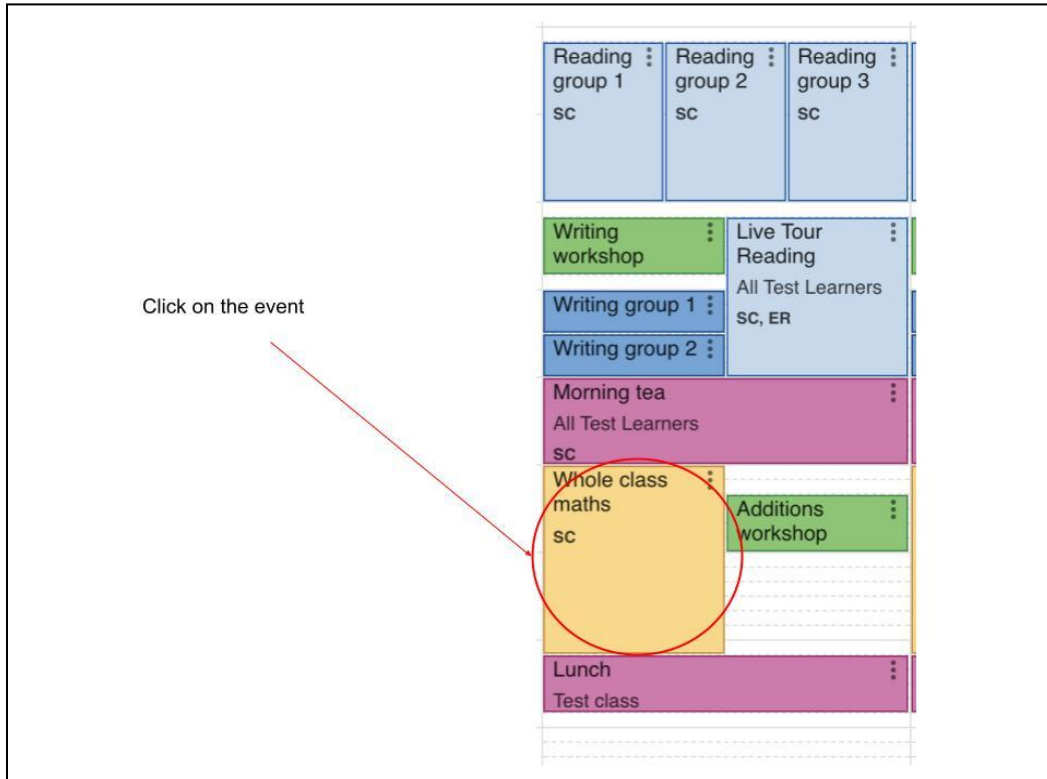 Reading
group 1
SC
Reading
group 2
SC
Reading
group 3
SC
Writing
workshop
Live Tour
Reading
All Test Learners
SC, ER
Click on the event
Writing group 1
Writing group 2
Morning tea
All Test Learners
SC
Whole class
maths
SC
Additions
workshop
Lunch
Test class